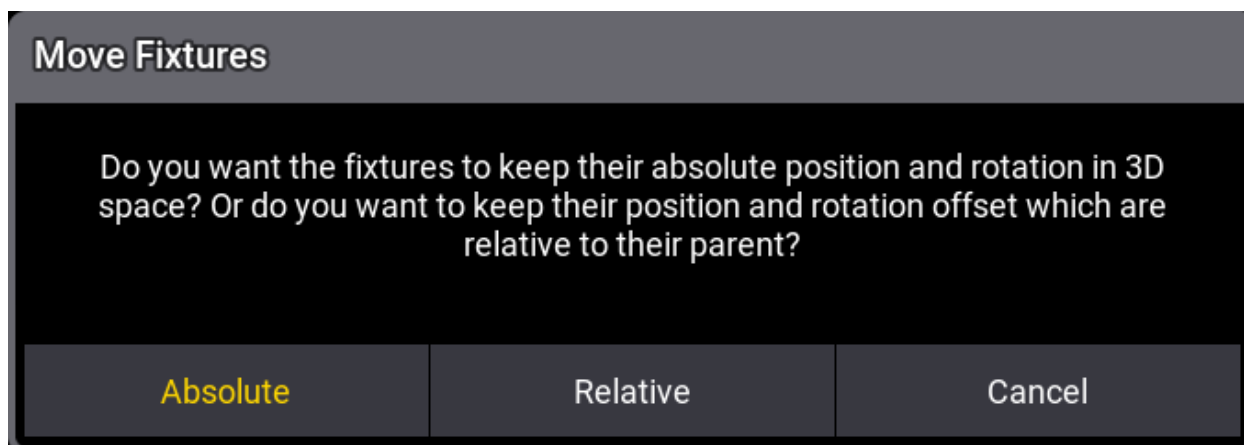 Move Fixtures
Do you want the fixtures to keep their absolute position and rotation in 3D
space? Or do you want to keep their position and rotation offset which are
relative to their parent?
Absolute
Relative
Cancel